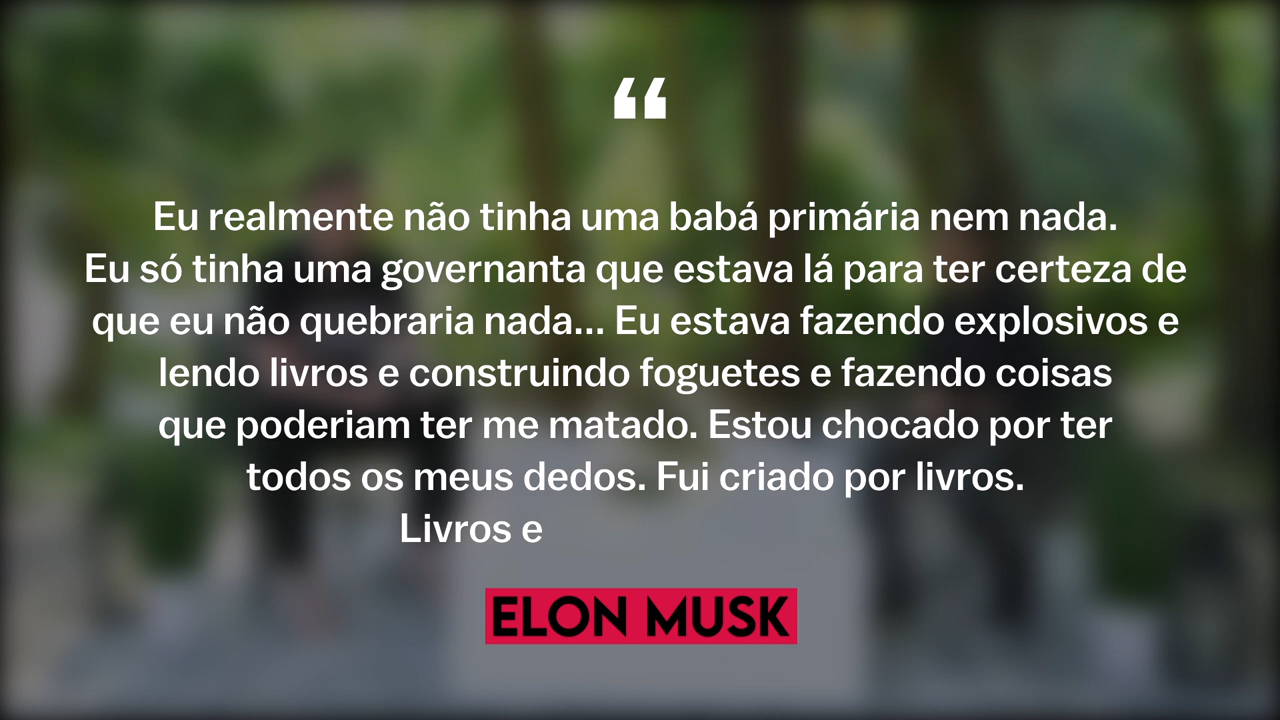 “
Eu realmente não tinha uma babá primária nem nada.
Eu só tinha uma governanta que estava lá para ter certeza de
que eu não quebraria nada... Eu estava fazendo explosivos e
lendo livros e construindo foguetes e fazendo coisas
que poderiam ter me matado. Estou chocado por ter
todos os meus dedos. Fui criado por livros.
Livros e
ELON MUSK